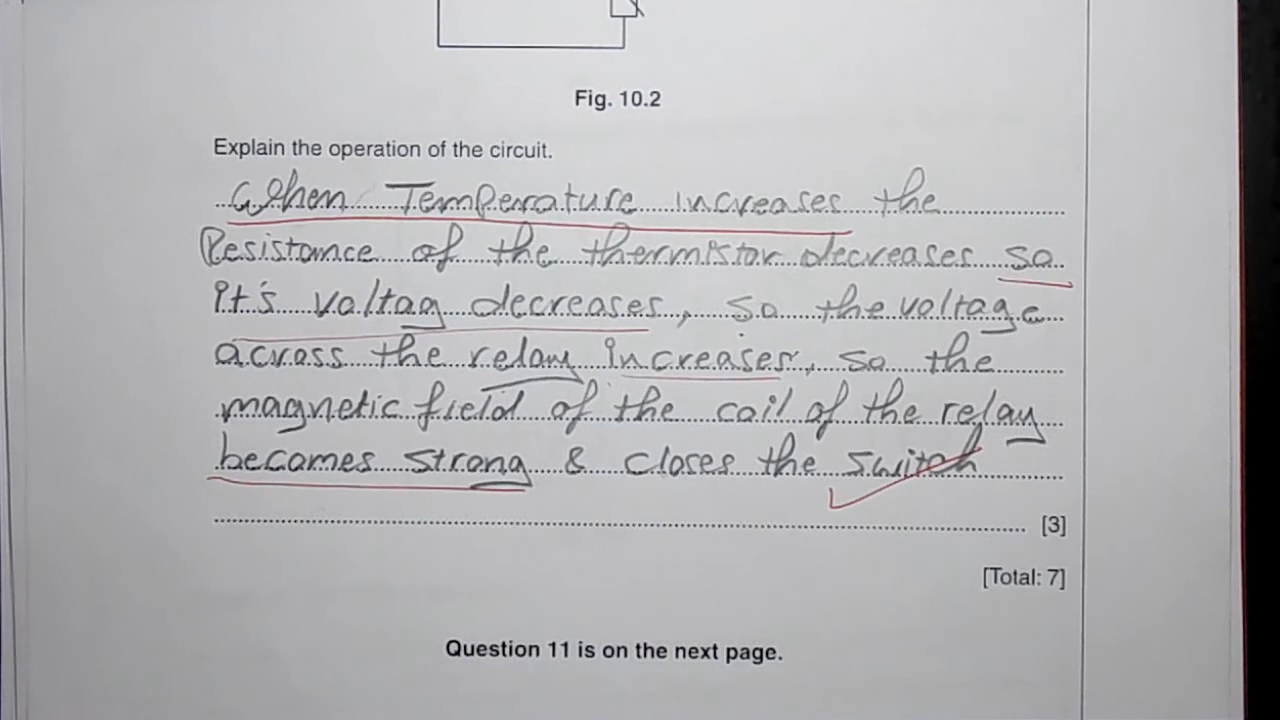 Fig. 10.2
Explain the operation of the circuit.
When Temperature increases the
Resistance of the thermistor decreases so
it's voltag decreases, so the voltage
across the relay increases, so the
magnetic field of the coil of the relay
becomes strong & closes the switch
[3]
[Total: 7]
Question 11 is on the next page.